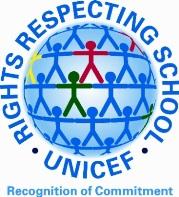 RIGHTS RESPECTING SCHOOL
• UNICEF •
Recognition of Commitment